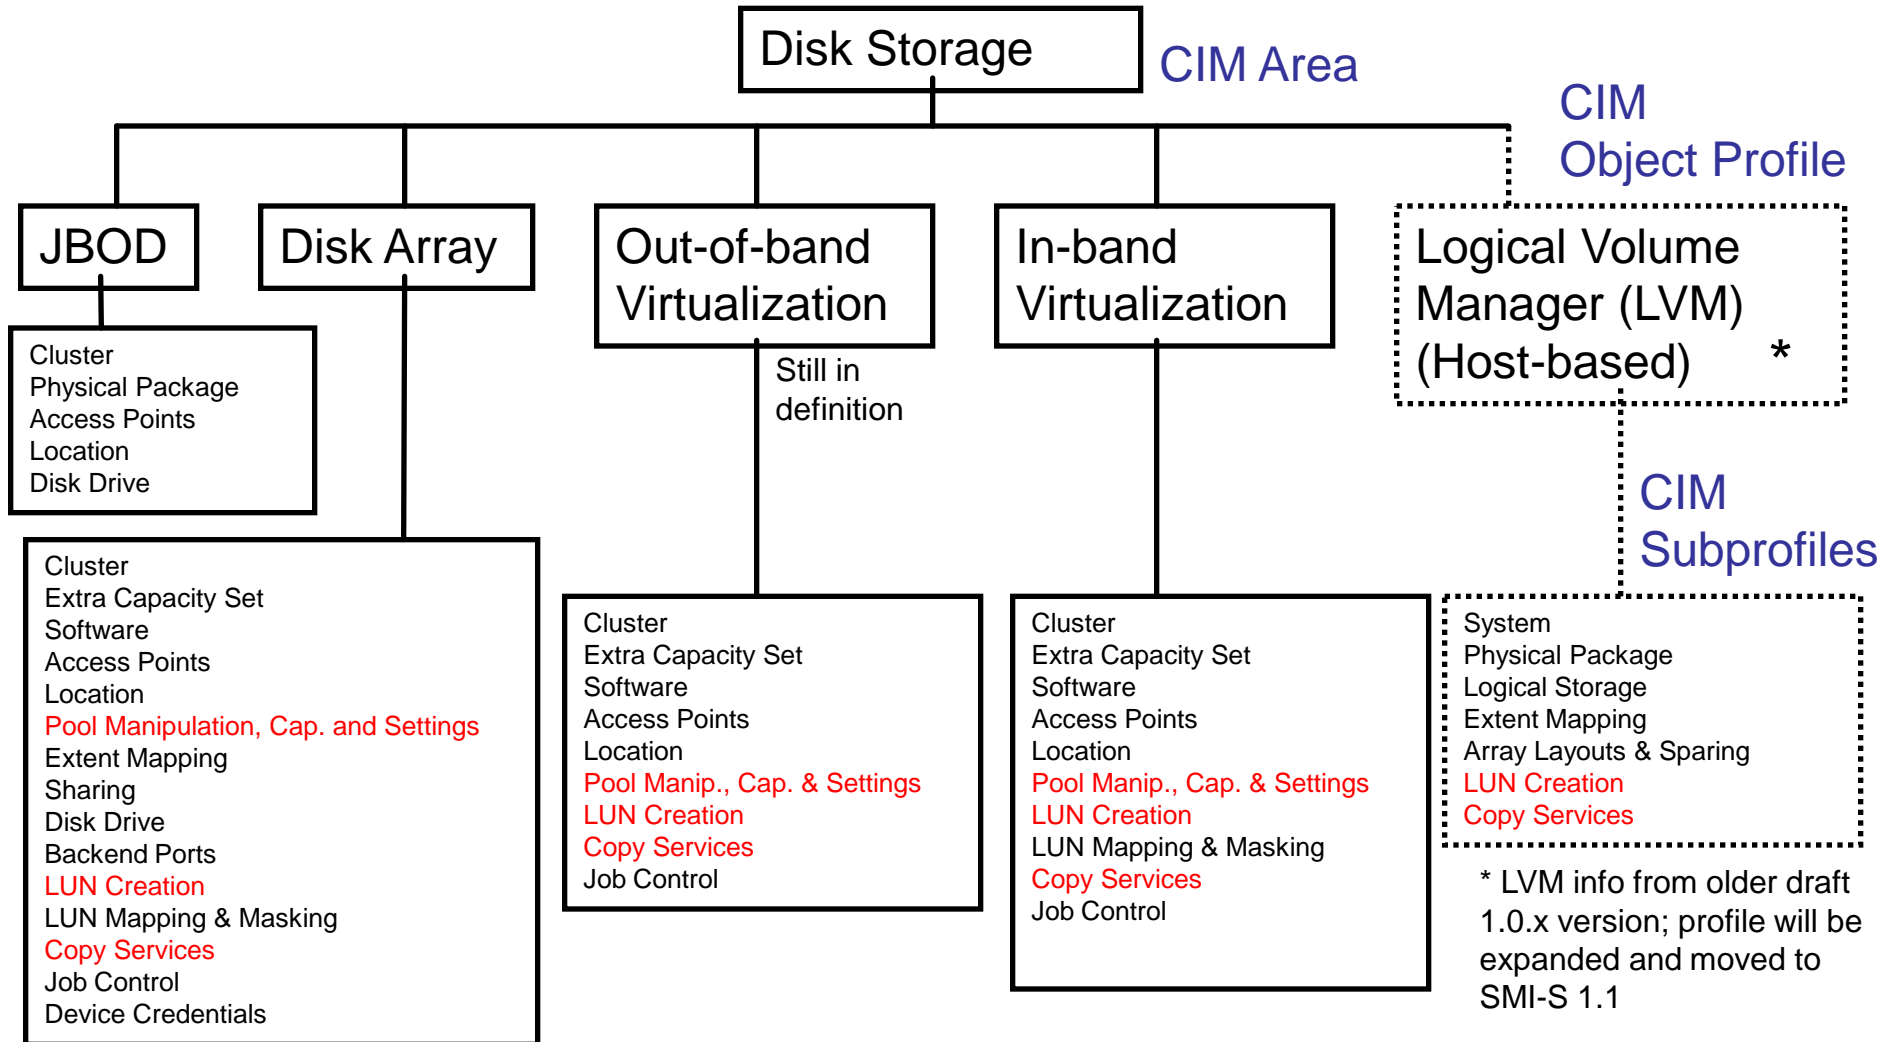 Disk Storage
CIM Area
CIM
Object Profile
JBOD
Disk Array
Out-of-band
Virtualization
In-band
Virtualization
Logical Volume
Manager (LVM)
(Host-based) *
Still in
definition
Cluster
Physical Package
Access Points
Location
Disk Drive
CIM
Subprofiles
Cluster
Extra Capacity Set
Software
Access Points
Location
Pool Manipulation, Cap. and Settings
Extent Mapping
Sharing
Disk Drive
Backend Ports
LUN Creation
LUN Mapping & Masking
Copy Services
Job Control
Device Credentials
Cluster
Extra Capacity Set
Software
Access Points
Location
Pool Manip., Cap. & Settings
LUN Creation
Copy Services
Job Control
Cluster
Extra Capacity Set
Software
Access Points
Location
Pool Manip., Cap. & Settings
LUN Creation
LUN Mapping & Masking
Copy Services
Job Control
System
Physical Package
Logical Storage
Extent Mapping
Array Layouts & Sparing
LUN Creation
Copy Services
* LVM info from older draft
1.0.x version; profile will be
expanded and moved to
SMI-S 1.1